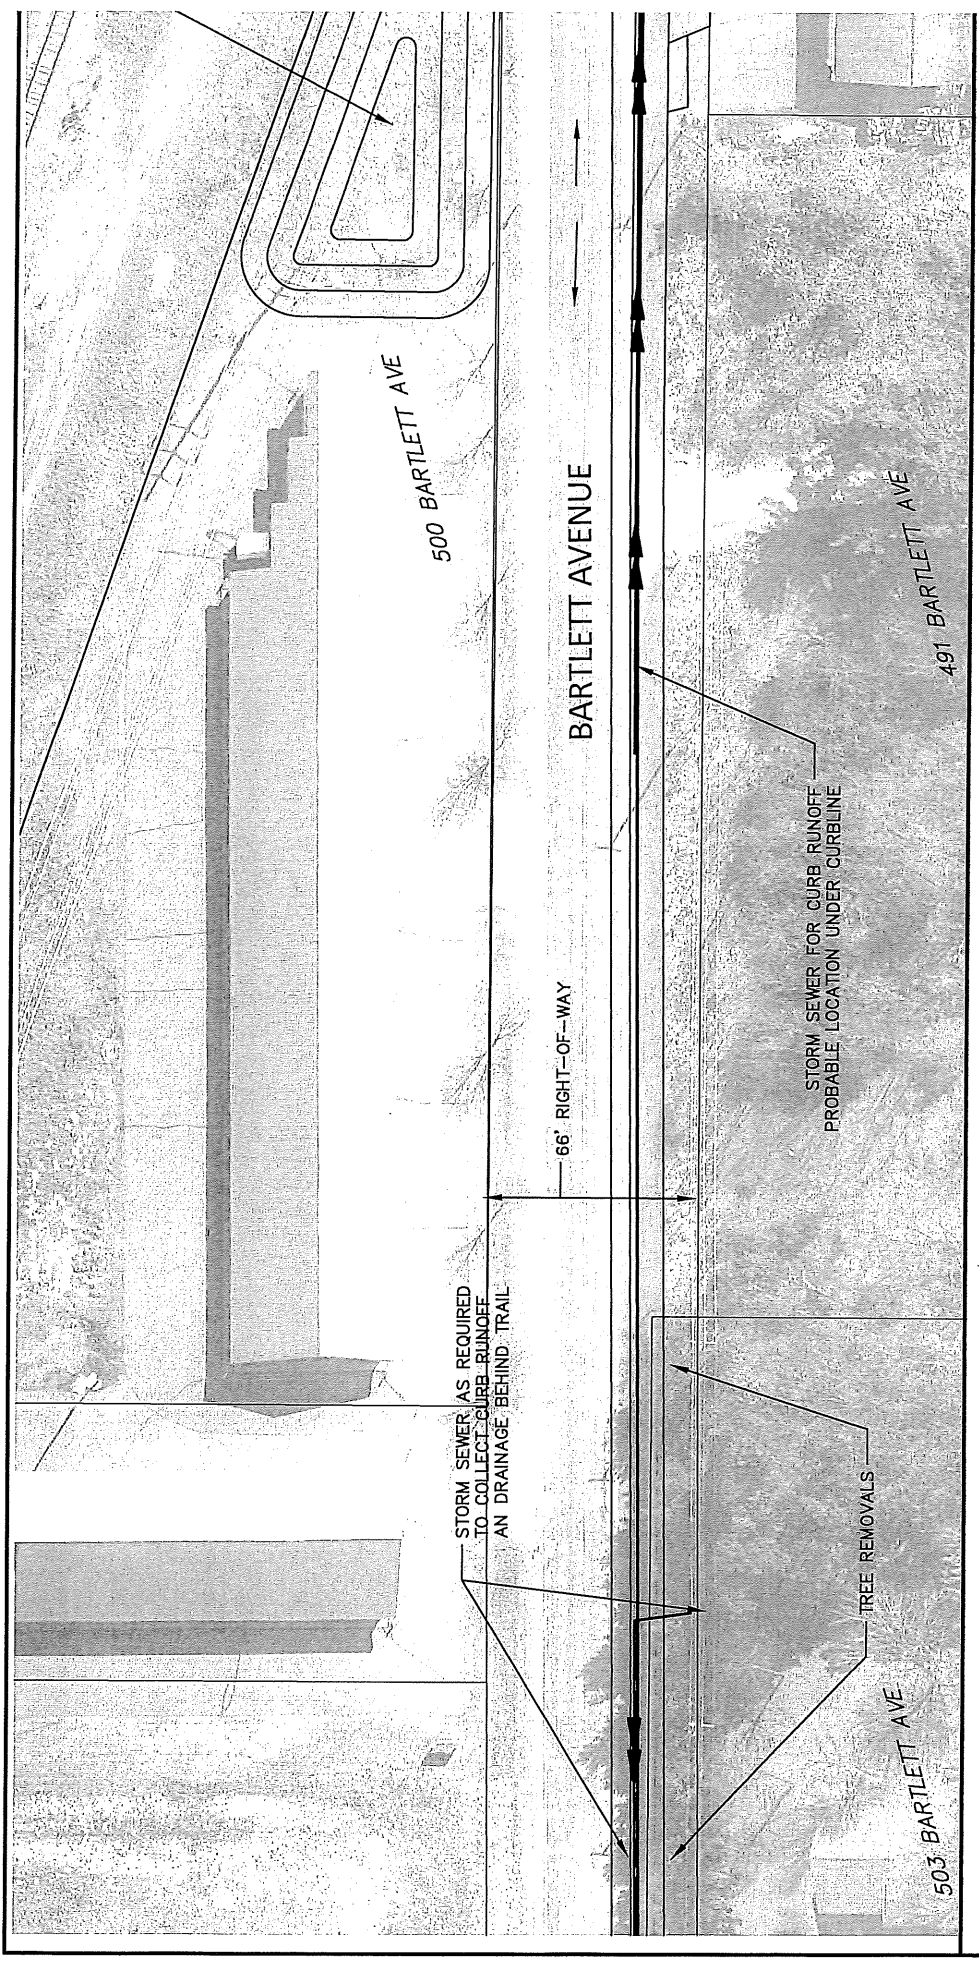 500 BARTLETT AVE
BARTLETT AVENUE
491 BARTLETT AVE
STORM SEWER FOR CURB RUNOFF
PROBABLE LOCATION UNDER CURBLINE
66' RIGHT-OF-WAY
STORM SEWER AS REQUIRED
TO COLLECT CURB RUNOFF
AN DRAINAGE BEHIND TRAIL
TREE REMOVALS
503 BARTLETT AVE